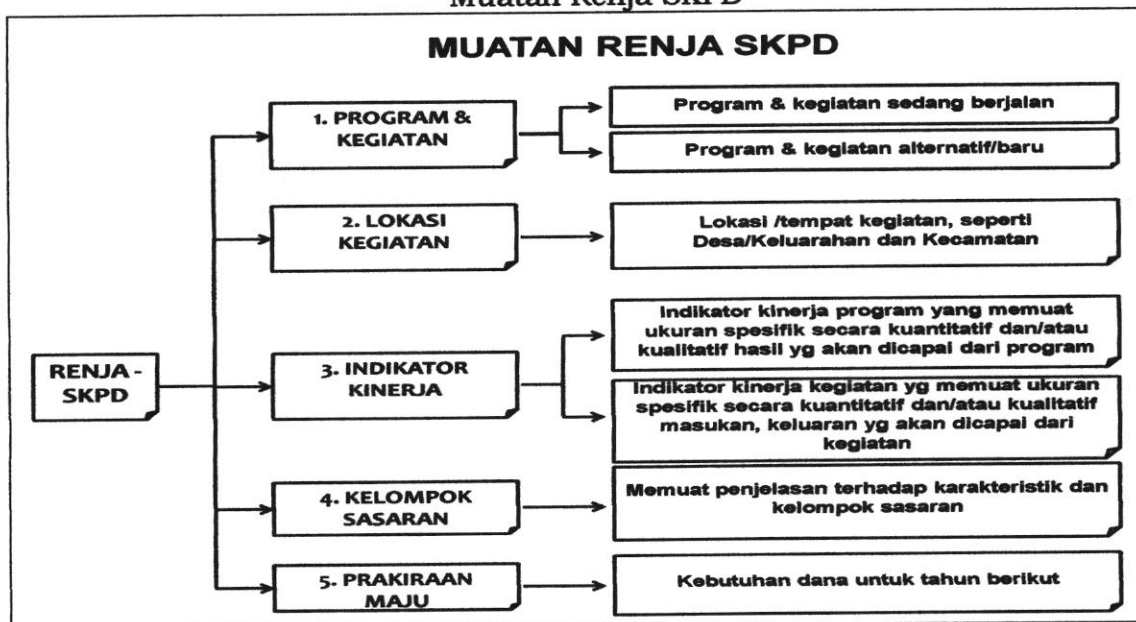 Muatan Renja SKPD
MUATAN RENJA SKPD
RENJA -
SKPD
1. PROGRAM &
KEGIATAN
Program & kegiatan sedang berjalan
Program & kegiatan alternatif/baru
2. LOKASI
KEGIATAN
Lokasi /tempat kegiatan, seperti
Desa/Keluarahan dan Kecamatan
3. INDIKATOR
KINERJA
Indikator kinerja program yang memuat
ukuran spesifik secara kuantitatif dan/atau
kualitatif hasil yg akan dicapai dari program
Indikator kinerja kegiatan yg memuat ukuran
spesifik secara kuantitatif dan/atau kualitatif
masukan, keluaran yg akan dicapai dari
kegiatan
4. KELOMPOK
SASARAN
Memuat penjelasan terhadap karakteristik dan
kelompok sasaran
5. PRAKIRAAN
MAJU
Kebutuhan dana untuk tahun berikut